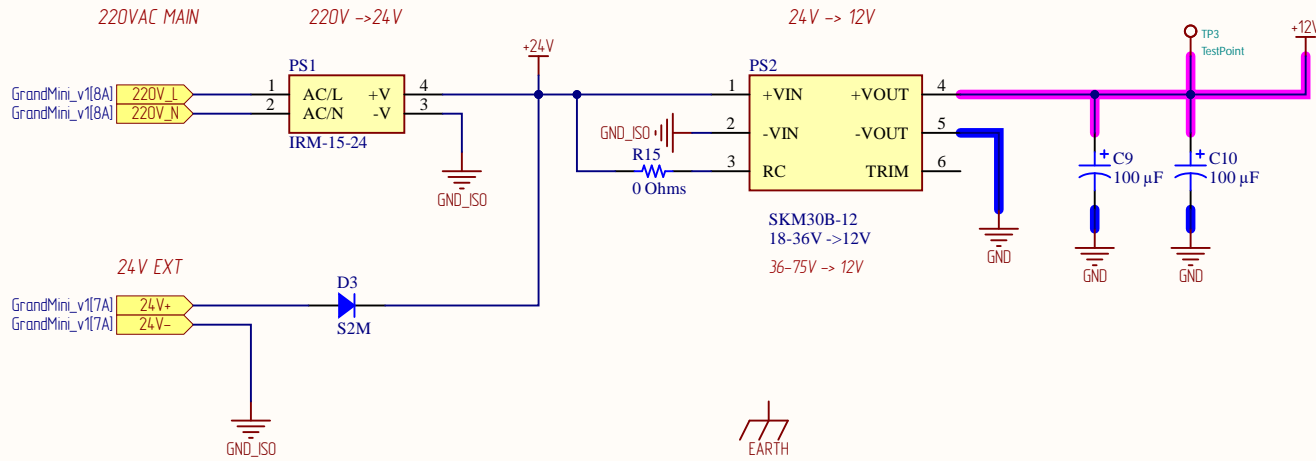 220VAC MAIN
220V ->24V
24V -> 12V
+24V
TP3
TestPoint
+12V
PS1
PS2
GrandMini_v1[8A] 220V_L 1 AC/L +V 4
GrandMini_v1[8A] 220V_N 2 AC/N -V 3
IRM-15-24
GND_ISO
1 +VIN +VOUT 4
GND_ISO 2 -VIN -VOUT 5
R15
0 Ohms
3 RC TRIM 6
SKM30B-12
18-36V ->12V
36-75V -> 12V
GND
+ C9
100 µF
GND
+ C10
100 µF
GND
24V EXT
GrandMini_v1[7A] 24V+
GrandMini_v1[7A] 24V-
D3
S2M
GND_ISO
EARTH